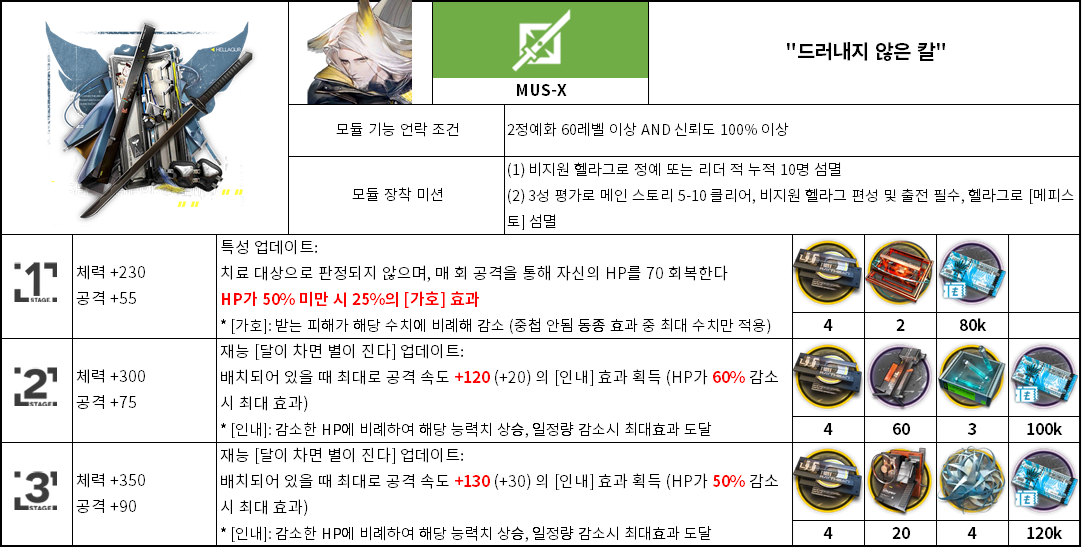 HELLAGUR
MUS-X
"드러내지 않은 칼"
모듈 기능 언락 조건
2정예화 60레벨 이상 AND 신뢰도 100% 이상
모듈 장착 미션
(1) 비지원 헬라그로 정예 또는 리더 적 누적 10명 섬멸
(2) 3성 평가로 메인 스토리 5-10 클리어, 비지원 헬라그 편성 및 출전 필수, 헬라그로 [메피스
토] 섬멸
1
STAGE.
체력 +230
공격 +55
특성 업데이트:
치료 대상으로 판정되지 않으며, 매 회 공격을 통해 자신의 HP를 70 회복한다
HP가 50% 미만 시 25%의 [가호] 효과
* [가호]: 받는 피해가 해당 수치에 비례해 감소 (중첩 안됨 동종 효과 중 최대 수치만 적용)
4
2
80k
2
STAGE.
체력 +300
공격 +75
재능 [달이 차면 별이 진다] 업데이트:
배치되어 있을 때 최대로 공격 속도 +120 (+20) 의 [인내] 효과 획득 (HP가 60% 감소
시 최대 효과)
* [인내]: 감소한 HP에 비례하여 해당 능력치 상승, 일정량 감소시 최대효과 도달
4
60
3
100k
3
STAGE.
체력 +350
공격 +90
재능 [달이 차면 별이 진다] 업데이트:
배치되어 있을 때 최대로 공격 속도 +130 (+30) 의 [인내] 효과 획득 (HP가 50% 감소
시 최대 효과)
* [인내]: 감소한 HP에 비례하여 해당 능력치 상승, 일정량 감소시 최대효과 도달
4
20
4
120k